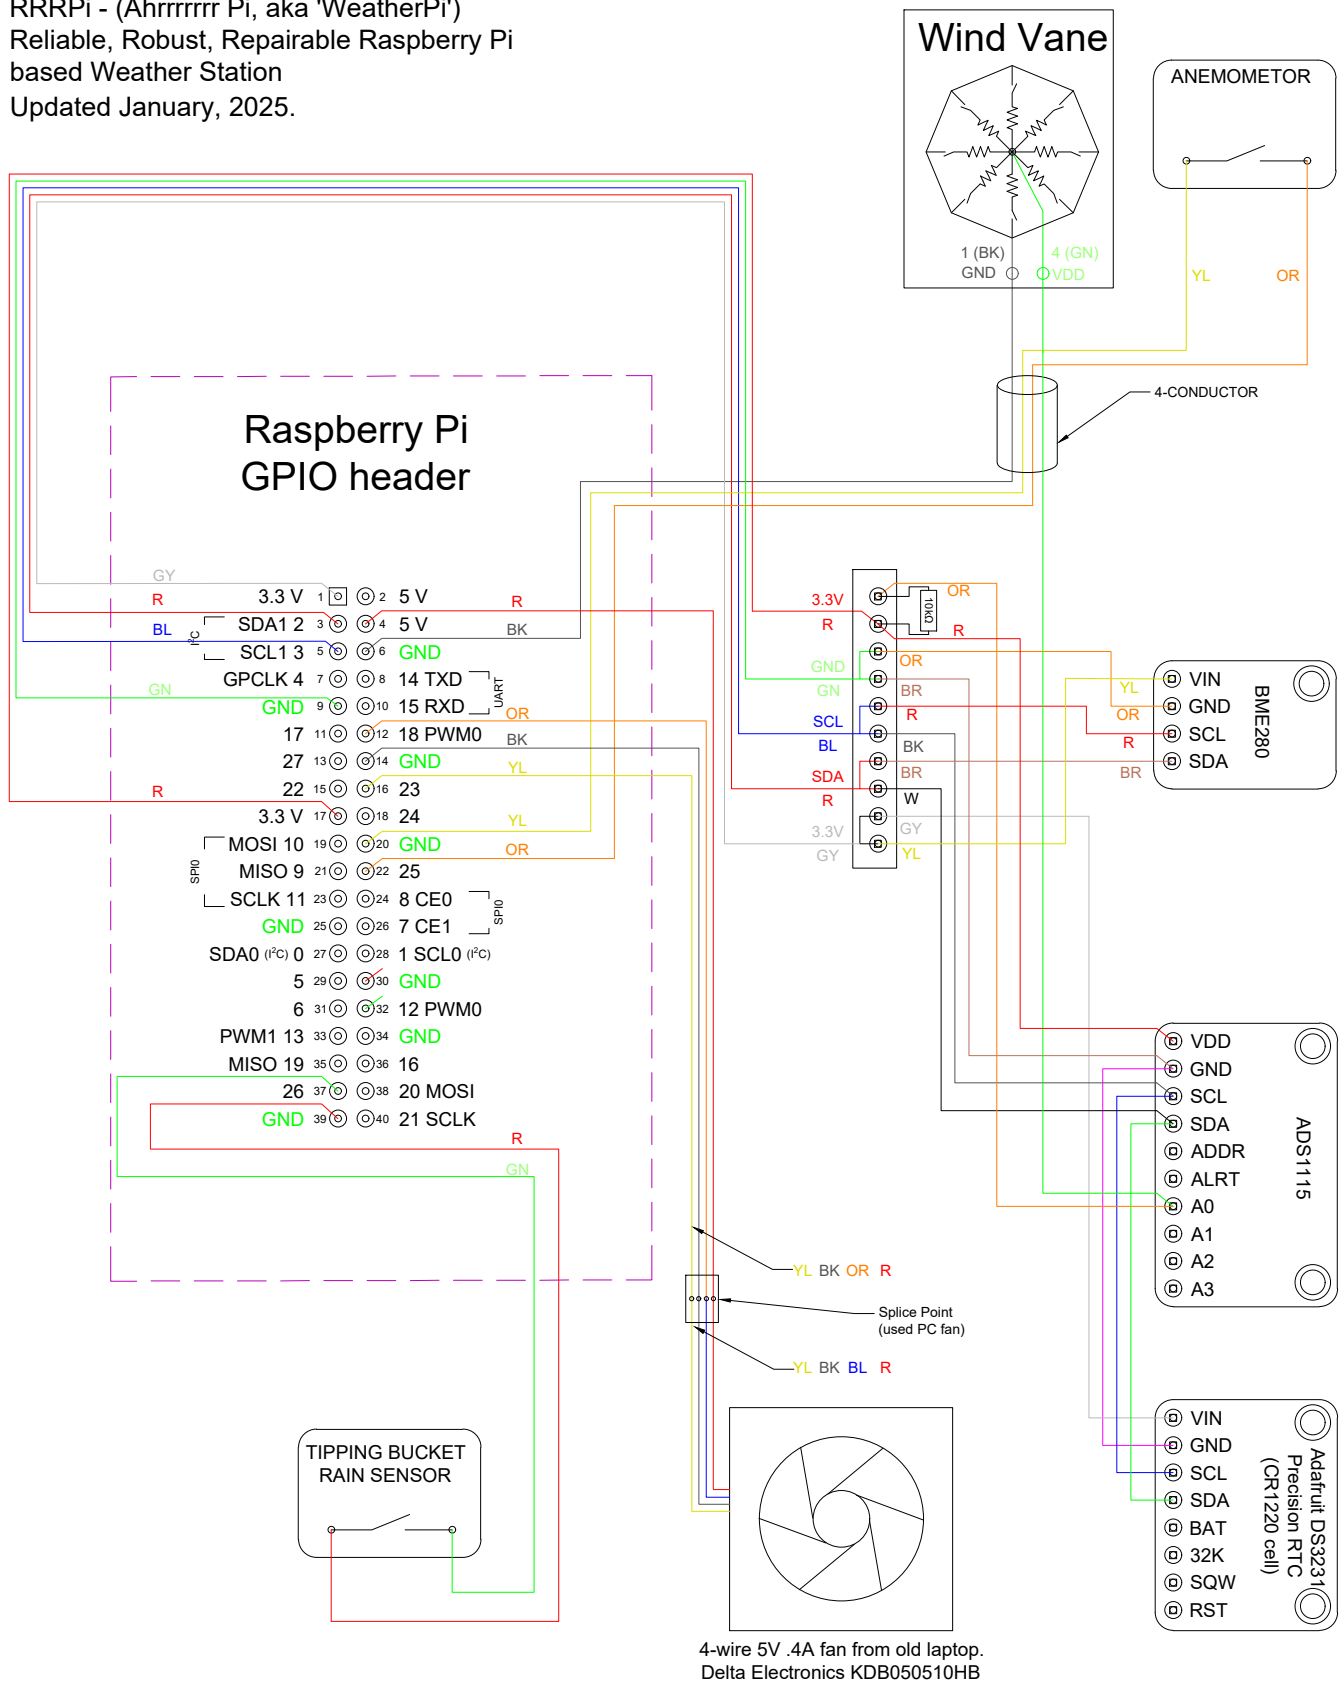 RRRPi - (Ahrrrrrrr Pi, aka 'WeatherPi')
Reliable, Robust, Repairable Raspberry Pi
based Weather Station
Updated January, 2025.
Wind Vane
1 (BK)
GND
4 (GN)
VDD
ANEMOMETOR
YL
OR
4-CONDUCTOR
Raspberry Pi
GPIO header
GY
R
BL
GN
R
I²C
SPI0
UART
SPI0
3.3 V 1 2 5 V
SDA1 2 3 4 5 V
SCL1 3 5 6 GND
GPCLK 4 7 8 14 TXD
GND 9 10 15 RXD
17 11 12 18 PWM0
27 13 14 GND
22 15 16 23
3.3 V 17 18 24
MOSI 10 19 20 GND
MISO 9 21 22 25
SCLK 11 23 24 8 CE0
GND 25 26 7 CE1
SDA0 (I²C) 0 27 28 1 SCL0 (I²C)
5 29 30 GND
6 31 32 12 PWM0
PWM1 13 33 34 GND
MISO 19 35 36 16
26 37 38 20 MOSI
GND 39 40 21 SCLK
R
BK
OR
BK
YL
YL
OR
R
GN
3.3V
R
GND
GN
SCL
BL
SDA
R
3.3V
GY
10KΩ
OR
R
OR
BR
R
BK
BR
W
GY
YL
YL
OR
R
BR
VIN
GND
SCL
SDA
BME280
VDD
GND
SCL
SDA
ADDR
ALRT
A0
A1
A2
A3
ADS1115
YL BK OR R
Splice Point
(used PC fan)
YL BK BL R
VIN
GND
SCL
SDA
BAT
32K
SQW
RST
Adafruit DS3231
Precision RTC
(CR1220 cell)
TIPPING BUCKET
RAIN SENSOR
4-wire 5V .4A fan from old laptop.
Delta Electronics KDB050510HB